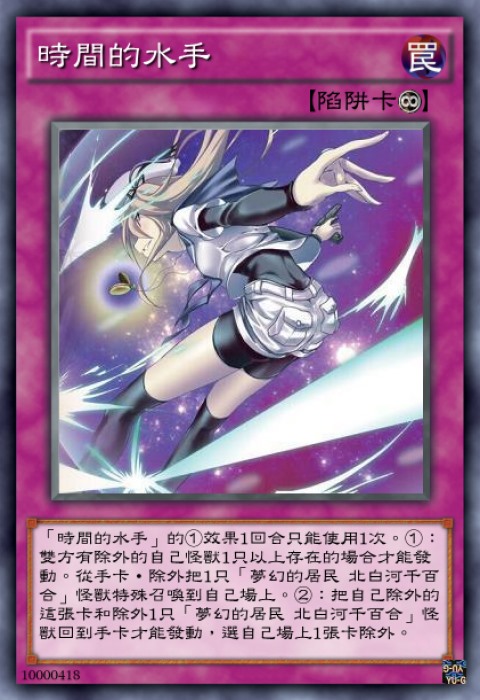 時間的水手
罠
【陷阱卡♾】
「時間的水手」的①效果1回合只能使用1次。①:
雙方有除外的自己怪獸1只以上存在的場合才能發
動。從手卡・除外把1只「夢幻的居民 北白河千百
合」怪獸特殊召喚到自己場上。②:把自己除外的
這張卡和除外1只「夢幻的居民 北白河千百合」怪
獸回到手卡才能發動,選自己場上1張卡除外。
10000418